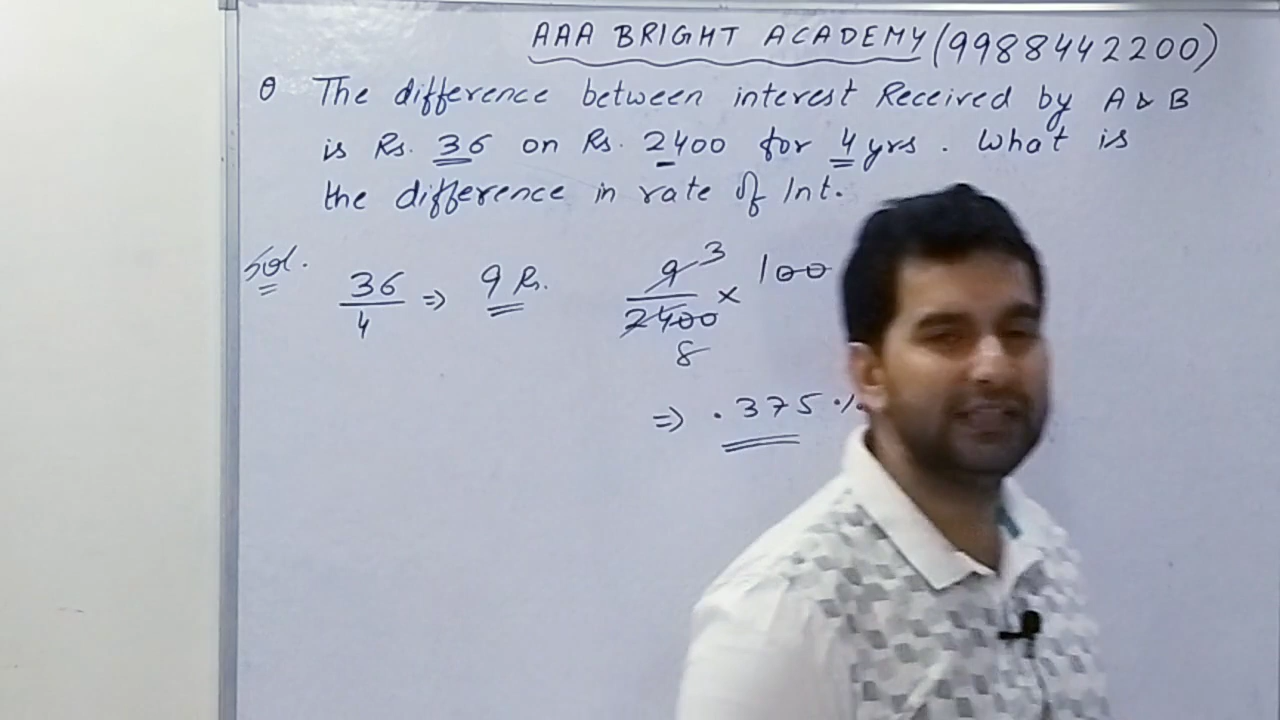 AAA BRIGHT ACADEMY (9988442200)
Q The difference between interest Received by A & B
is Rs. 36 on Rs. 2400 for 4 yrs. What is
the difference in rate of Int.
Sol.
36/4 ⇒ 9 Rs.
9/2400 × 100
3
8
⇒ .375 %